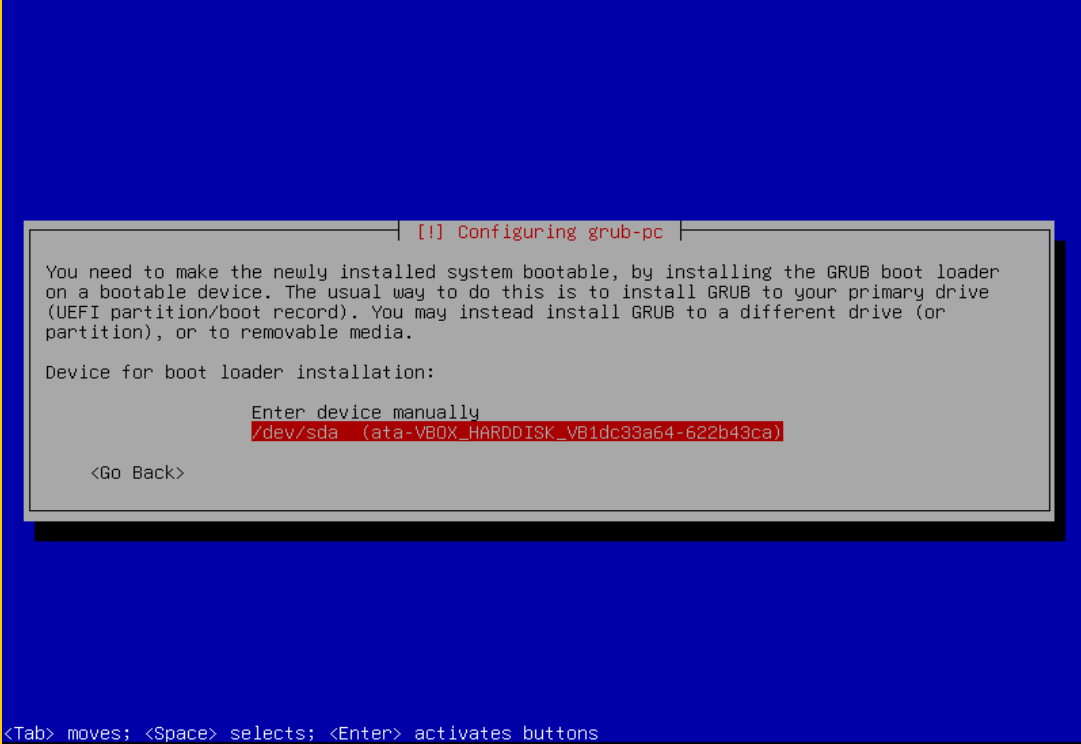 [!] Configuring grub-pc
You need to make the newly installed system bootable, by installing the GRUB boot loader
on a bootable device. The usual way to do this is to install GRUB to your primary drive
(UEFI partition/boot record). You may instead install GRUB to a different drive (or
partition), or to removable media.
Device for boot loader installation:
Enter device manually
/dev/sda (ata-VBOX_HARDDISK_VB1dc33a64-622b43ca)
<Go Back>
<Tab> moves; <Space> selects; <Enter> activates buttons